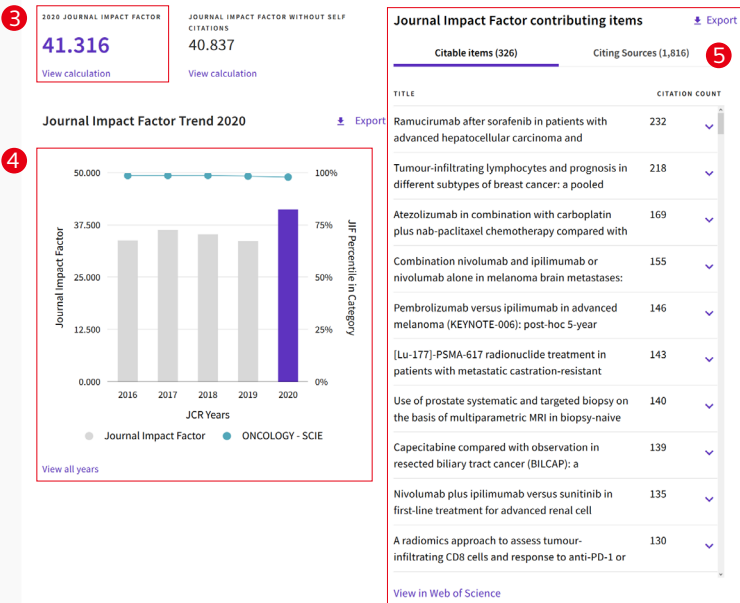 3
2020 JOURNAL IMPACT FACTOR
41.316
View calculation
JOURNAL IMPACT FACTOR WITHOUT SELF
CITATIONS
40.837
View calculation
Journal Impact Factor Trend 2020
Export
4
50.000
37.500
25.000
12.500
0.000
Journal Impact Factor
100%
75%
50%
25%
0%
JIF Percentile in Category
2016 2017 2018 2019 2020
JCR Years
Journal Impact Factor ONCOLOGY - SCIE
View all years
Journal Impact Factor contributing items
Export
Citable items (326) Citing Sources (1,816)
5
TITLE CITATION COUNT
Ramucirumab after sorafenib in patients with 232
advanced hepatocellular carcinoma and
Tumour-infiltrating lymphocytes and prognosis in 218
different subtypes of breast cancer: a pooled
Atezolizumab in combination with carboplatin 169
plus nab-paclitaxel chemotherapy compared with
Combination nivolumab and ipilimumab or 155
nivolumab alone in melanoma brain metastases:
Pembrolizumab versus ipilimumab in advanced 146
melanoma (KEYNOTE-006): post-hoc 5-year
[Lu-177]-PSMA-617 radionuclide treatment in 143
patients with metastatic castration-resistant
Use of prostate systematic and targeted biopsy on 140
the basis of multiparametric MRI in biopsy-naive
Capecitabine compared with observation in 139
resected biliary tract cancer (BILCAP): a
Nivolumab plus ipilimumab versus sunitinib in 135
first-line treatment for advanced renal cell
A radiomics approach to assess tumour- 130
infiltrating CD8 cells and response to anti-PD-1 or
View in Web of Science